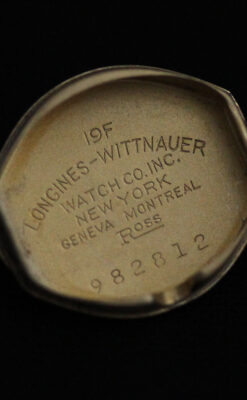 19F
LONGINES-WITTNAUER
WATCH CO. INC.
NEW YORK
GENEVA MONTREAL
ROSS
982812